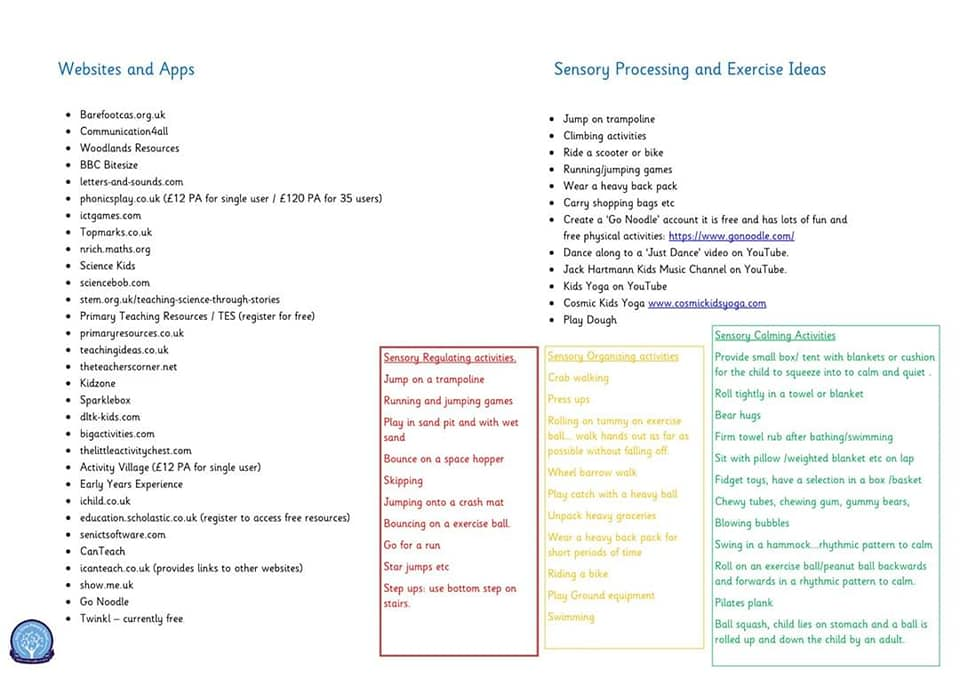 Websites and Apps
Barefootcas.org.uk
Communication4all
Woodlands Resources
BBC Bitesize
letters-and-sounds.com
phonicsplay.co.uk (£12 PA for single user / £120 PA for 35 users)
ictgames.com
Topmarks.co.uk
nrich.maths.org
Science Kids
sciencebob.com
stem.org.uk/teaching-science-through-stories
Primary Teaching Resources / TES (register for free)
primaryresources.co.uk
teachingideas.co.uk
theteacherscorner.net
Kidzone
Sparklebox
dltk-kids.com
bigactivities.com
thelittleactivitychest.com
Activity Village (£12 PA for single user)
Early Years Experience
ichild.co.uk
education.scholastic.co.uk (register to access free resources)
senictsoftware.com
CanTeach
icanteach.co.uk (provides links to other websites)
show.me.uk
Go Noodle
Twinkl – currently free
Sensory Processing and Exercise Ideas
Jump on trampoline
Climbing activities
Ride a scooter or bike
Running/jumping games
Wear a heavy back pack
Carry shopping bags etc
Create a 'Go Noodle' account it is free and has lots of fun and
free physical activities: https://www.gonoodle.com/
Dance along to a 'Just Dance' video on YouTube.
Jack Hartmann Kids Music Channel on YouTube.
Kids Yoga on YouTube
Cosmic Kids Yoga www.cosmickidsyoga.com
Play Dough
Sensory Regulating activities.
Jump on a trampoline
Running and jumping games
Play in sand pit and with wet
sand
Bounce on a space hopper
Skipping
Jumping onto a crash mat
Bouncing on a exercise ball.
Go for a run
Star jumps etc
Step ups: use bottom step on
stairs.
Sensory Organising activities
Crab walking
Press ups
Rolling on tummy on exercise
ball... walk hands out as far as
possible without falling off.
Wheel barrow walk
Play catch with a heavy ball
Unpack heavy groceries
Wear a heavy back pack for
short periods of time
Riding a bike
Play Ground equipment
Swimming
Sensory Calming Activities
Provide small box/ tent with blankets or cushion
for the child to squeeze into to calm and quiet .
Roll tightly in a towel or blanket
Bear hugs
Firm towel rub after bathing/swimming
Sit with pillow /weighted blanket etc on lap
Fidget toys, have a selection in a box /basket
Chewy tubes, chewing gum, gummy bears,
Blowing bubbles
Swing in a hammock....rhythmic pattern to calm
Roll on an exercise ball/peanut ball backwards
and forwards in a rhythmic pattern to calm.
Pilates plank
Ball squash, child lies on stomach and a ball is
rolled up and down the child by an adult.